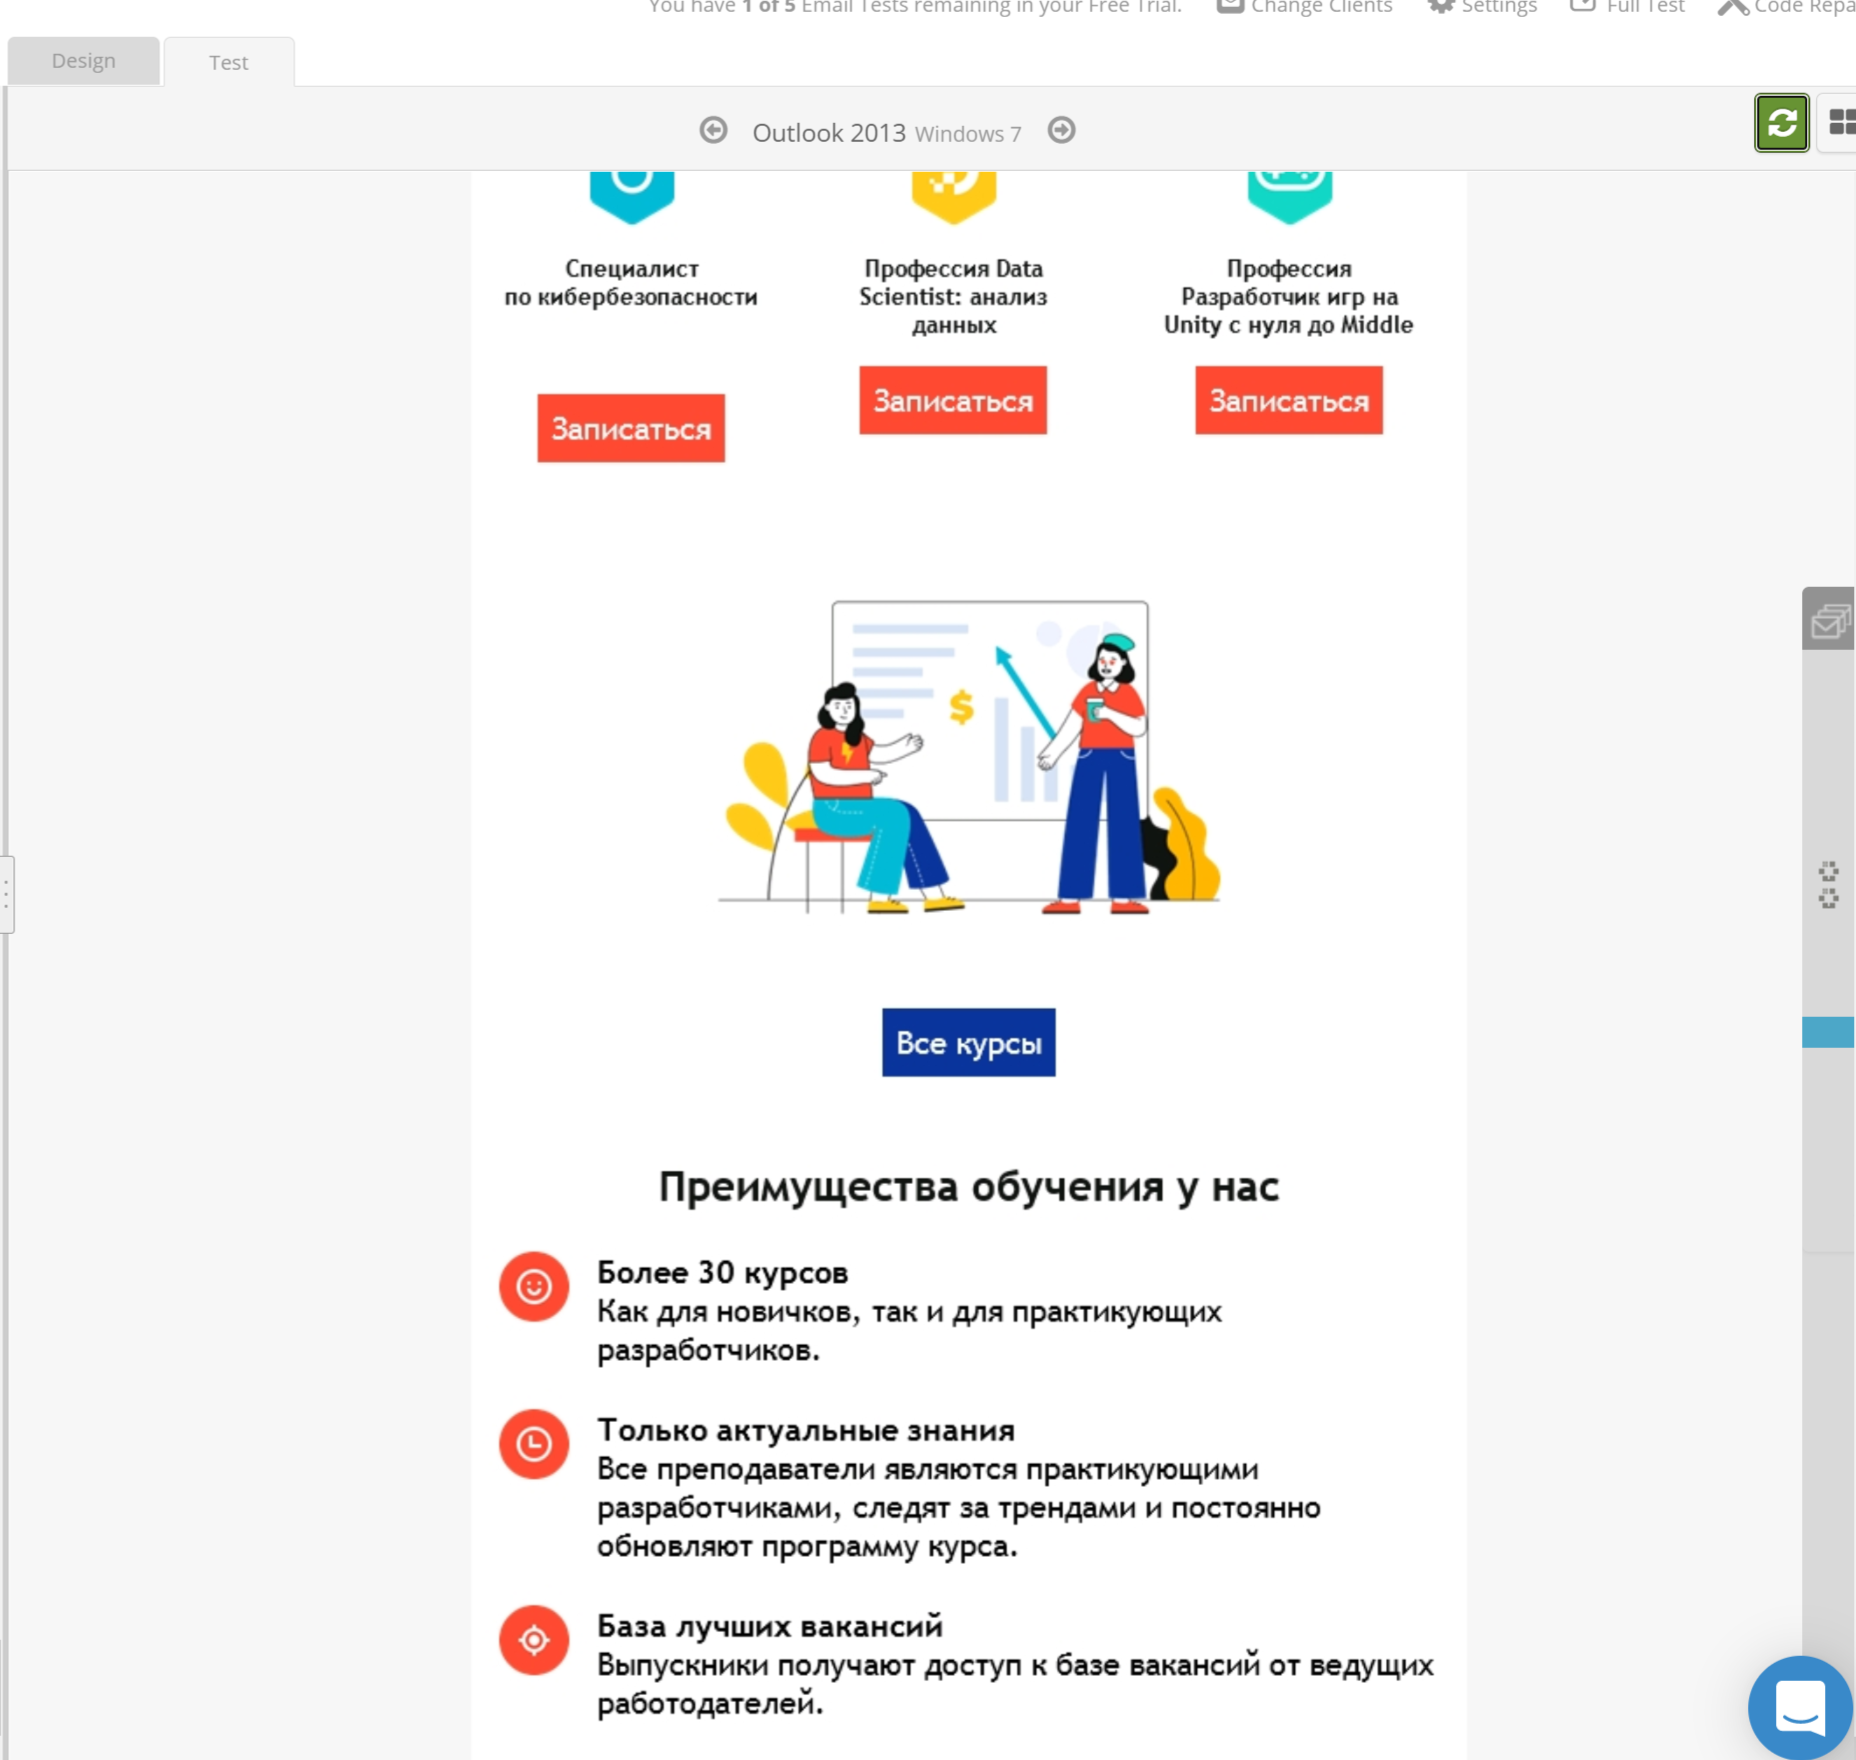 You have 1 of 5 Email Tests remaining in your Free Trial.
Change Clients
Settings
Full Test
Code
Design
Test
Outlook 2013 Windows 7
Специалист
по кибербезопасности
Профессия Data
Scientist: анализ
данных
Профессия
Разработчик игр на
Unity с нуля до Middle
Записаться
Записаться
Записаться
$
Все курсы
Преимущества обучения у нас
Более 30 курсов
Как для новичков, так и для практикующих
разработчиков.
Только актуальные знания
Все преподаватели являются практикующими
разработчиками, следят за трендами и постоянно
обновляют программу курса.
База лучших вакансий
Выпускники получают доступ к базе вакансий от ведущих
работодателей.